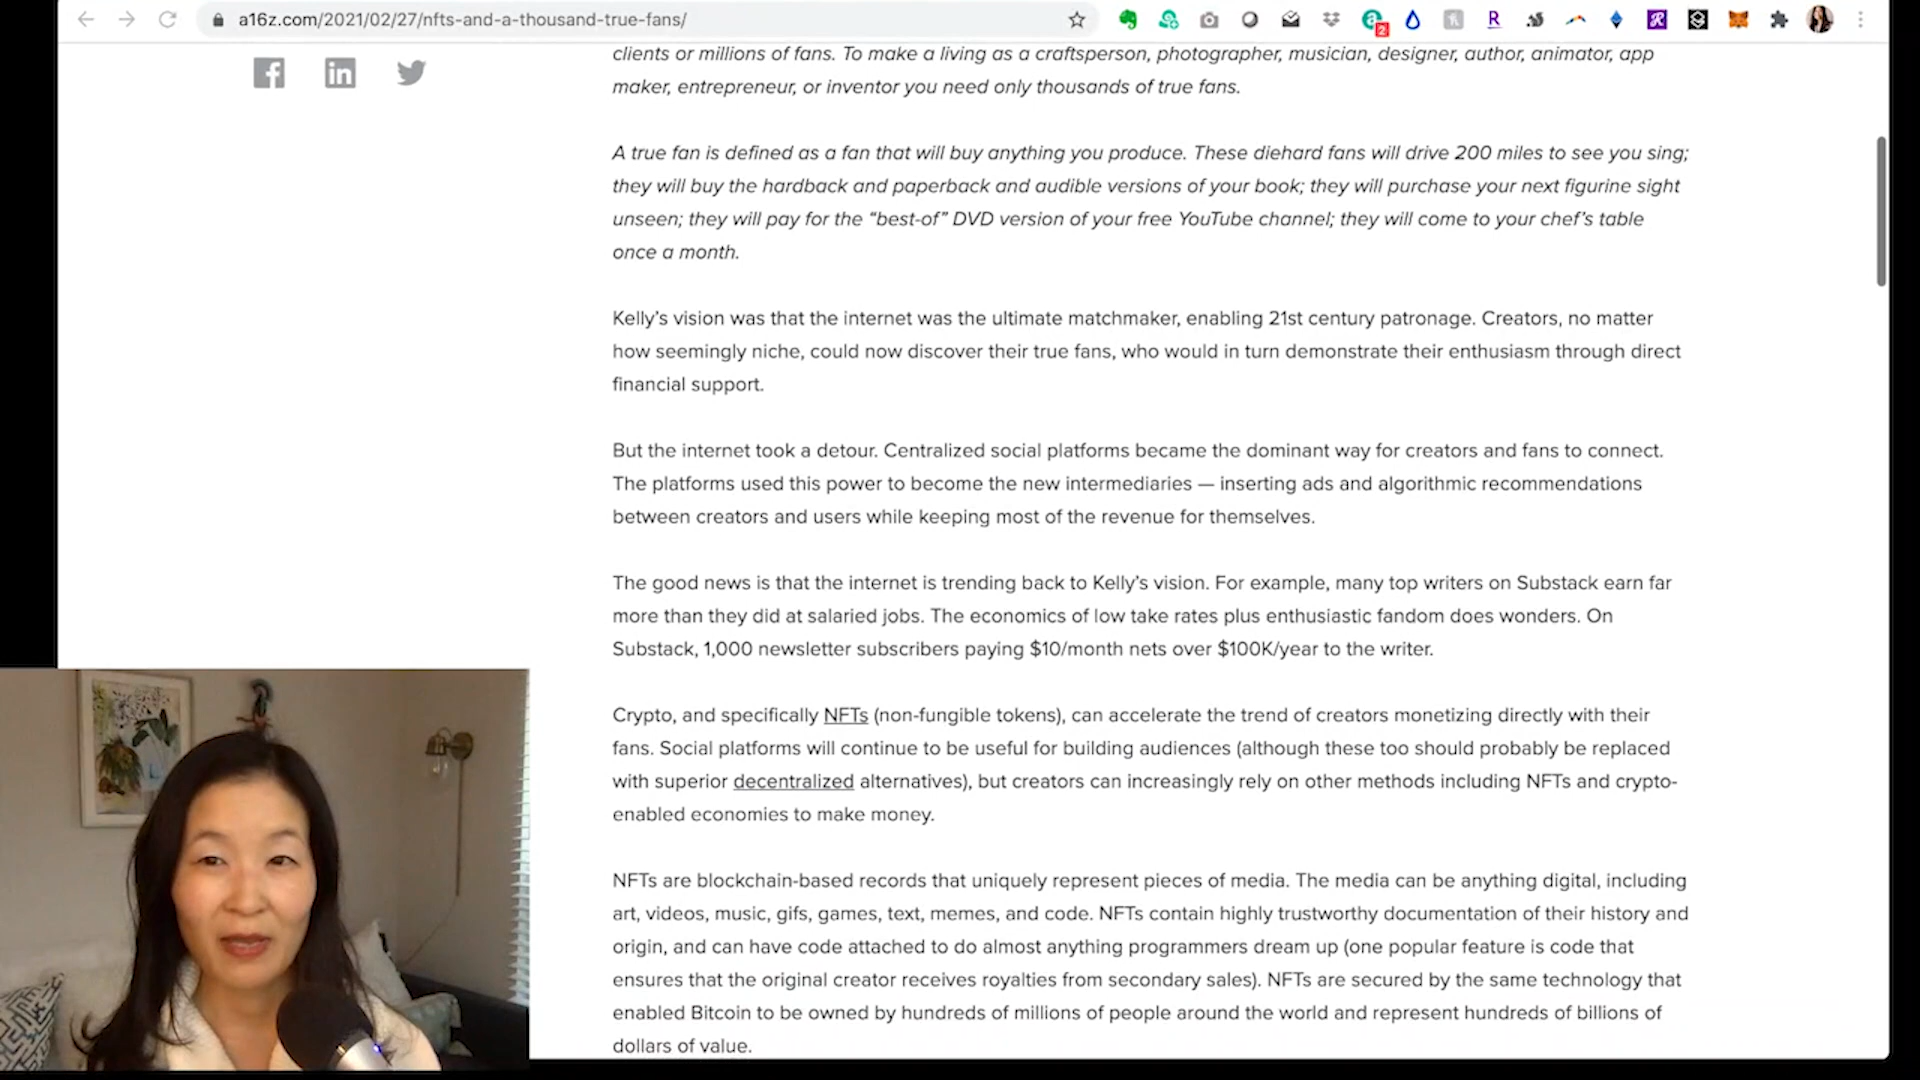 a16z.com/2021/02/27/nfts-and-a-thousand-true-fans/
2
clients or millions of fans. To make a living as a craftsperson, photographer, musician, designer, author, animator, app
maker, entrepreneur, or inventor you need only thousands of true fans.
A true fan is defined as a fan that will buy anything you produce. These diehard fans will drive 200 miles to see you sing;
they will buy the hardback and paperback and audible versions of your book; they will purchase your next figurine sight
unseen; they will pay for the “best-of” DVD version of your free YouTube channel; they will come to your chef’s table
once a month.
Kelly’s vision was that the internet was the ultimate matchmaker, enabling 21st century patronage. Creators, no matter
how seemingly niche, could now discover their true fans, who would in turn demonstrate their enthusiasm through direct
financial support.
But the internet took a detour. Centralized social platforms became the dominant way for creators and fans to connect.
The platforms used this power to become the new intermediaries — inserting ads and algorithmic recommendations
between creators and users while keeping most of the revenue for themselves.
The good news is that the internet is trending back to Kelly’s vision. For example, many top writers on Substack earn far
more than they did at salaried jobs. The economics of low take rates plus enthusiastic fandom does wonders. On
Substack, 1,000 newsletter subscribers paying $10/month nets over $100K/year to the writer.
Crypto, and specifically NFTs (non-fungible tokens), can accelerate the trend of creators monetizing directly with their
fans. Social platforms will continue to be useful for building audiences (although these too should probably be replaced
with superior decentralized alternatives), but creators can increasingly rely on other methods including NFTs and crypto-
enabled economies to make money.
NFTs are blockchain-based records that uniquely represent pieces of media. The media can be anything digital, including
art, videos, music, gifs, games, text, memes, and code. NFTs contain highly trustworthy documentation of their history and
origin, and can have code attached to do almost anything programmers dream up (one popular feature is code that
ensures that the original creator receives royalties from secondary sales). NFTs are secured by the same technology that
enabled Bitcoin to be owned by hundreds of millions of people around the world and represent hundreds of billions of
dollars of value.